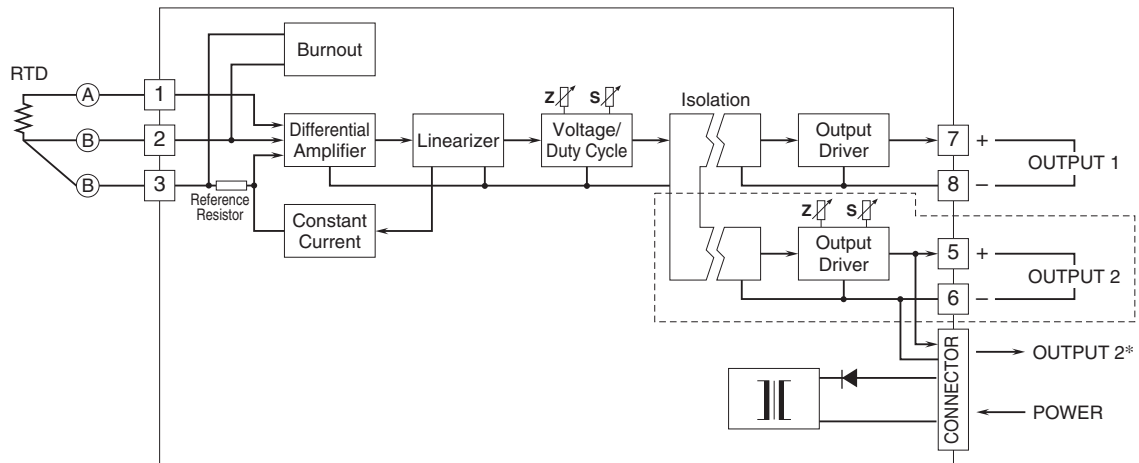 RTD
A
1
Burnout
B
2
B
3
Reference
Resistor
Differential
Amplifier
Constant
Current
Linearizer
Z
S
Voltage/
Duty Cycle
Isolation
Output
Driver
7
+
OUTPUT 1
8
−
Z
S
Output
Driver
5
+
OUTPUT 2
6
−
CONNECTOR
OUTPUT 2*
POWER